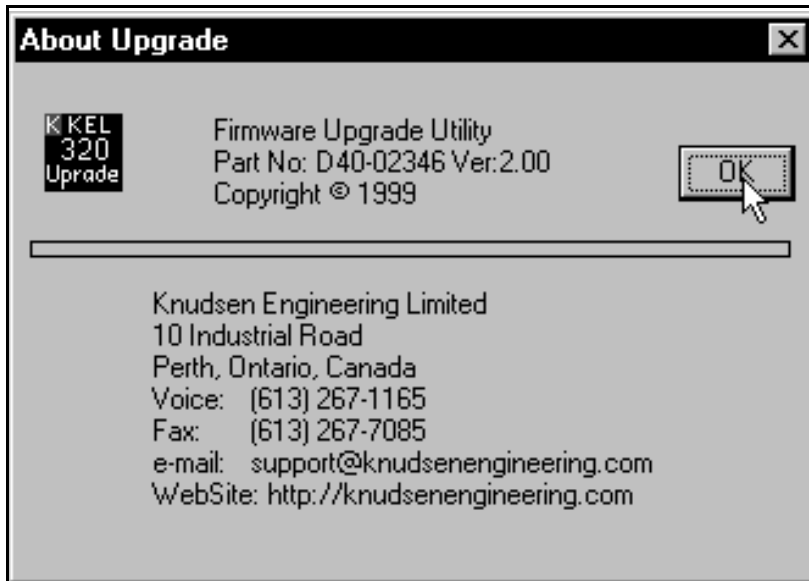 About Upgrade
K KEL
320
Uprade
Firmware Upgrade Utility
Part No: D40-02346 Ver:2.00
Copyright © 1999
OK
Knudsen Engineering Limited
10 Industrial Road
Perth, Ontario, Canada
Voice: (613) 267-1165
Fax: (613) 267-7085
e-mail: support@knudsenengineering.com
WebSite: http://knudsenengineering.com